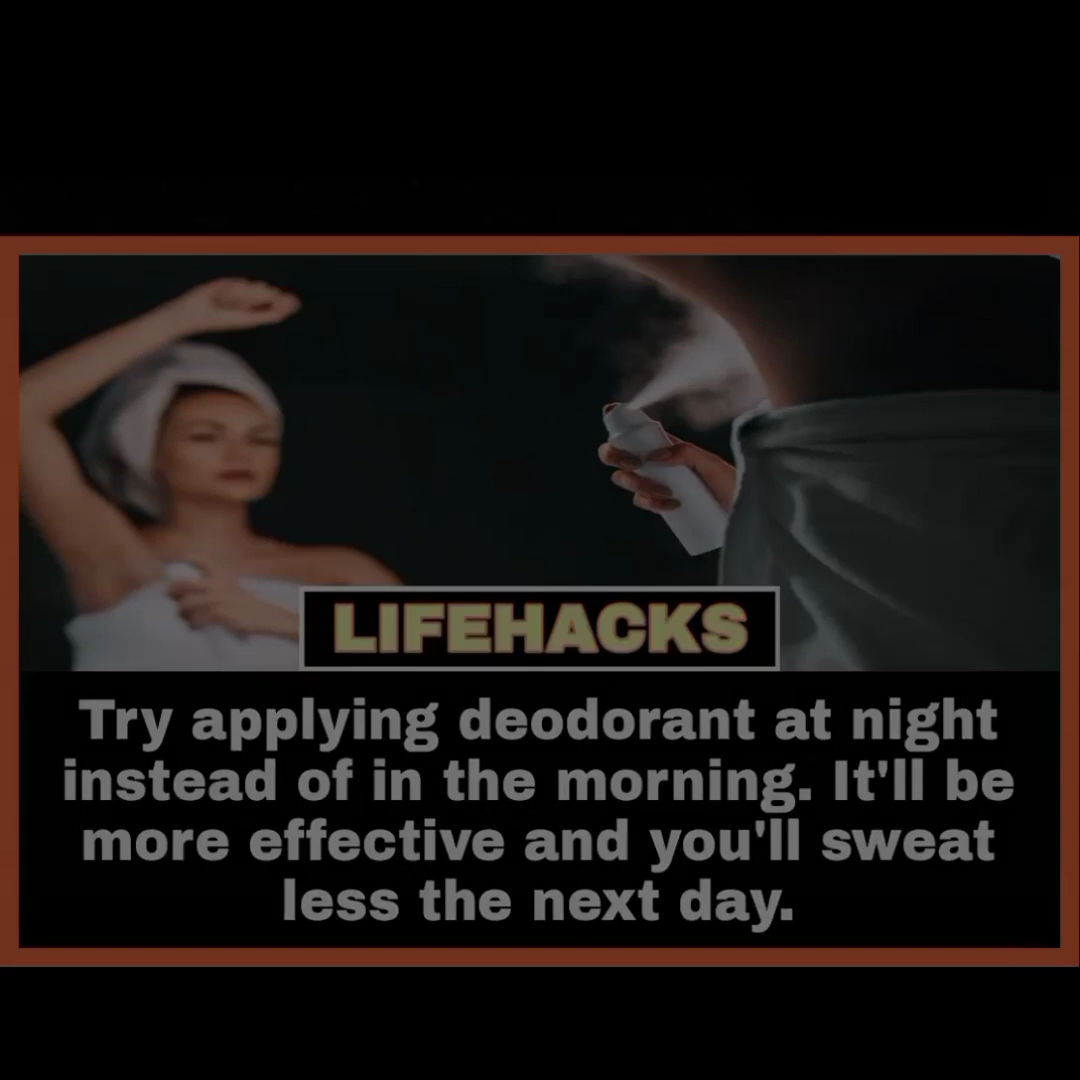 LIFEHACKS
Try applying deodorant at night
instead of in the morning. It'll be
more effective and you'll sweat
less the next day.